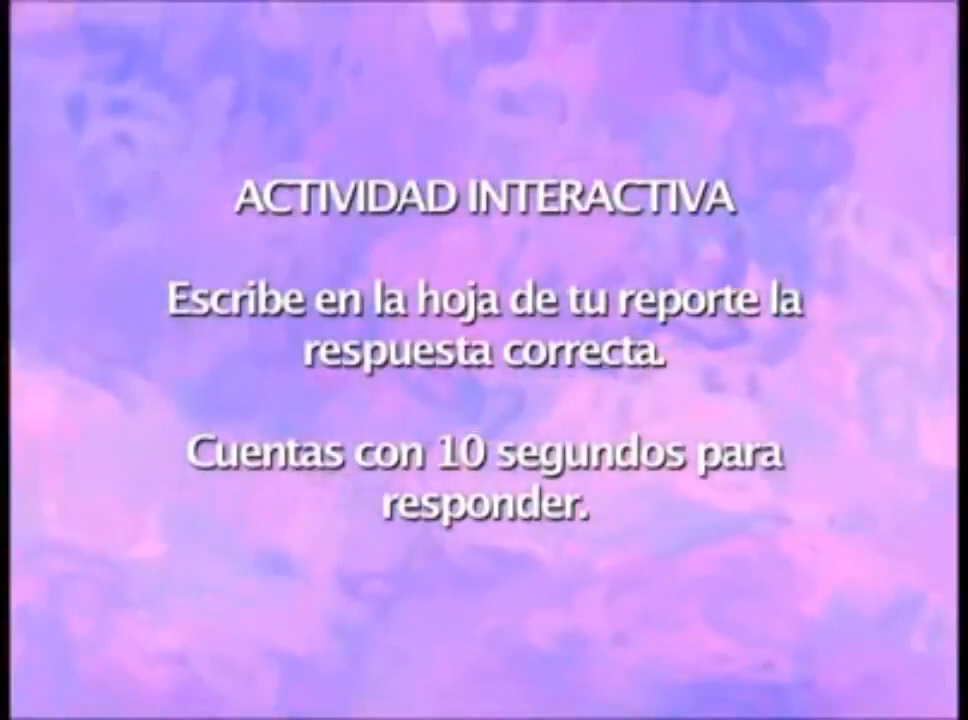 ACTIVIDAD INTERACTIVA
Escribe en la hoja de tu reporte la
respuesta correcta.
Cuentas con 10 segundos para
responder.